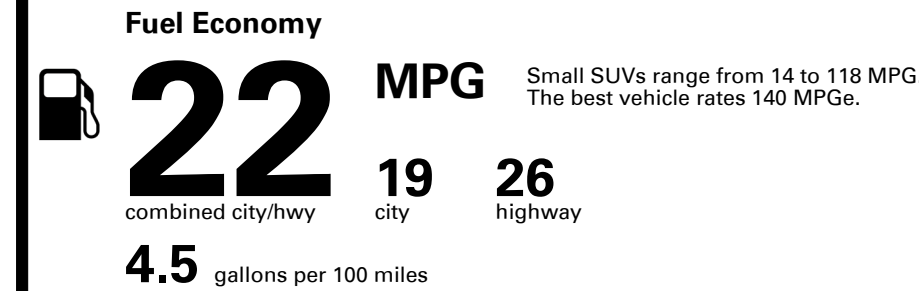 Fuel Economy
22 MPG
Small SUVs range from 14 to 118 MPG
The best vehicle rates 140 MPGe.
19 26
combined city/hwy city highway
4.5 gallons per 100 miles